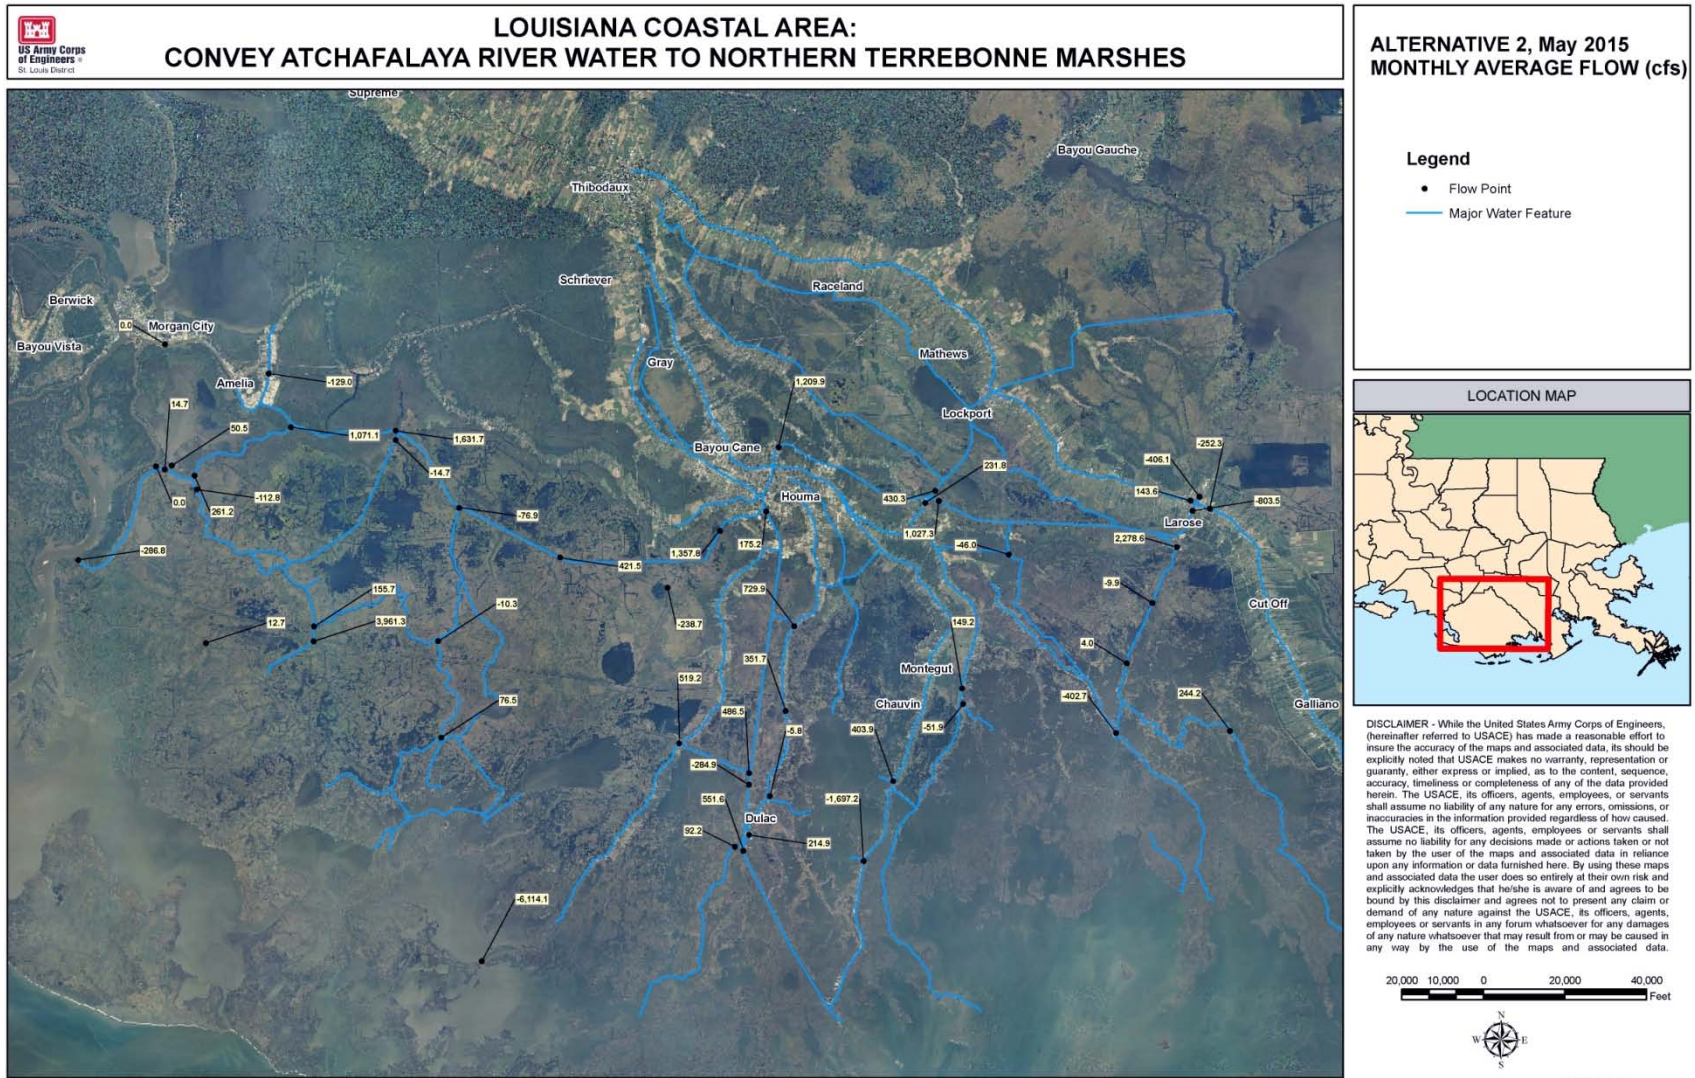 US Army Corps
of Engineers ®
St. Louis District
LOUISIANA COASTAL AREA:
CONVEY ATCHAFALAYA RIVER WATER TO NORTHERN TERREBONNE MARSHES
ALTERNATIVE 2, May 2015
MONTHLY AVERAGE FLOW (cfs)
Legend
Flow Point
Major Water Feature
Supreme
Bayou Gauche
Thibodaux
Schriever
Raceland
Berwick
0.0
Morgan City
Bayou Vista
Mathews
Gray
Amelia
-129.0
1,209.9
14.7
Lockport
50.5
1,071.1
1,631.7
Bayou Cane
-252.3
-406.1
-14.7
231.8
143.6
-112.8
Houma
430.3
-803.5
0.0
261.2
-76.9
Larose
1,027.3
2,278.6
-286.8
1,357.8
175.2
-46.0
421.5
155.7
729.9
-9.9
-10.3
Cut Off
12.7
3,961.3
-238.7
149.2
4.0
351.7
Montegut
519.2
76.5
-402.7
244.2
Chauvin
Galliano
486.5
-5.8
403.9
-51.9
-284.9
551.6
-1,697.2
Dulac
92.2
214.9
-6,114.1
LOCATION MAP
DISCLAIMER - While the United States Army Corps of Engineers,
(hereinafter referred to USACE) has made a reasonable effort to
insure the accuracy of the maps and associated data, its should be
explicitly noted that USACE makes no warranty, representation or
guaranty, either express or implied, as to the content, sequence,
accuracy, timeliness or completeness of any of the data provided
herein. The USACE, its officers, agents, employees, or servants
shall assume no liability of any nature for any errors, omissions, or
inaccuracies in the information provided regardless of how caused.
The USACE, its officers, agents, employees or servants shall
assume no liability for any decisions made or actions taken or not
taken by the user of the maps and associated data in reliance
upon any information or data furnished here. By using these maps
and associated data the user does so entirely at their own risk and
explicitly acknowledges that he/she is aware of and agrees to be
bound by this disclaimer and agrees not to present any claim or
demand of any nature against the USACE, its officers, agents,
employees or servants in any forum whatsoever for any damages
of any nature whatsoever that may result from or may be caused in
any way by the use of the maps and associated data.
20,000 10,000 0 20,000 40,000
Feet
N
W E
S